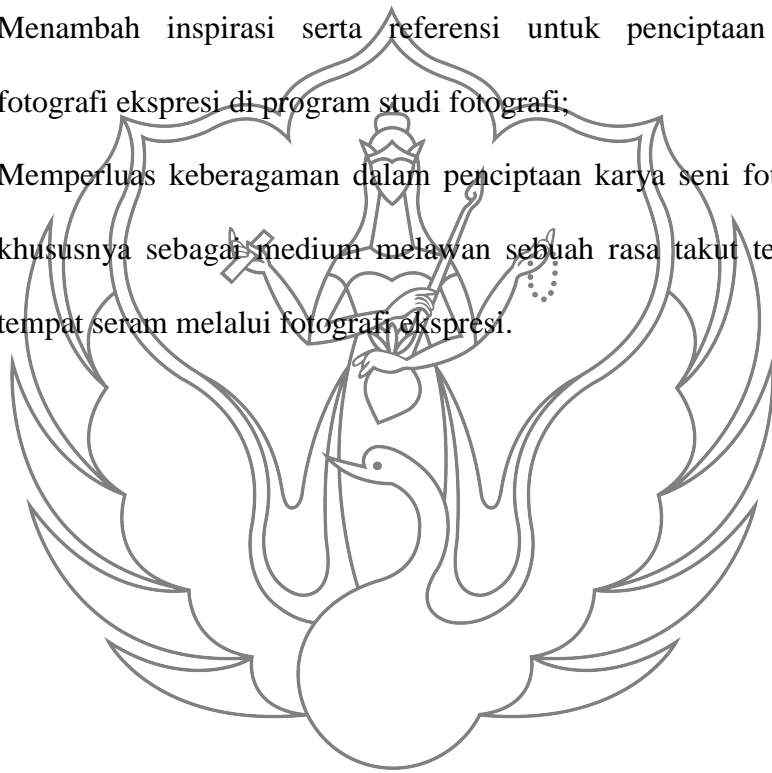 Menambah inspirasi serta referensi untuk penciptaan
fotografi ekspresi di program studi fotografi;
Memperluas keberagaman dalam penciptaan karya seni
khususnya sebagai medium melawan sebuah rasa takut
tempat seram melalui fotografi ekspresi.